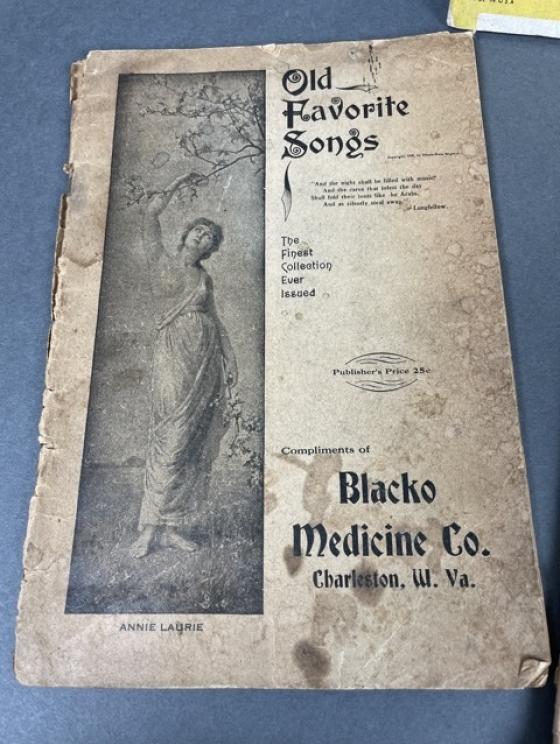 Old
Favorite
Songs
"And the night shall be filled with music
And the cares that infest the day
Shall fold their tents like the Arabs,
And as silently steal away."
—Longfellow.
The
Finest
Collection
Ever
Issued
Publisher's Price 25c
Compliments of
Blacko
Medicine Co.
Charleston, W. Va.
ANNIE LAURIE
U.S.A.